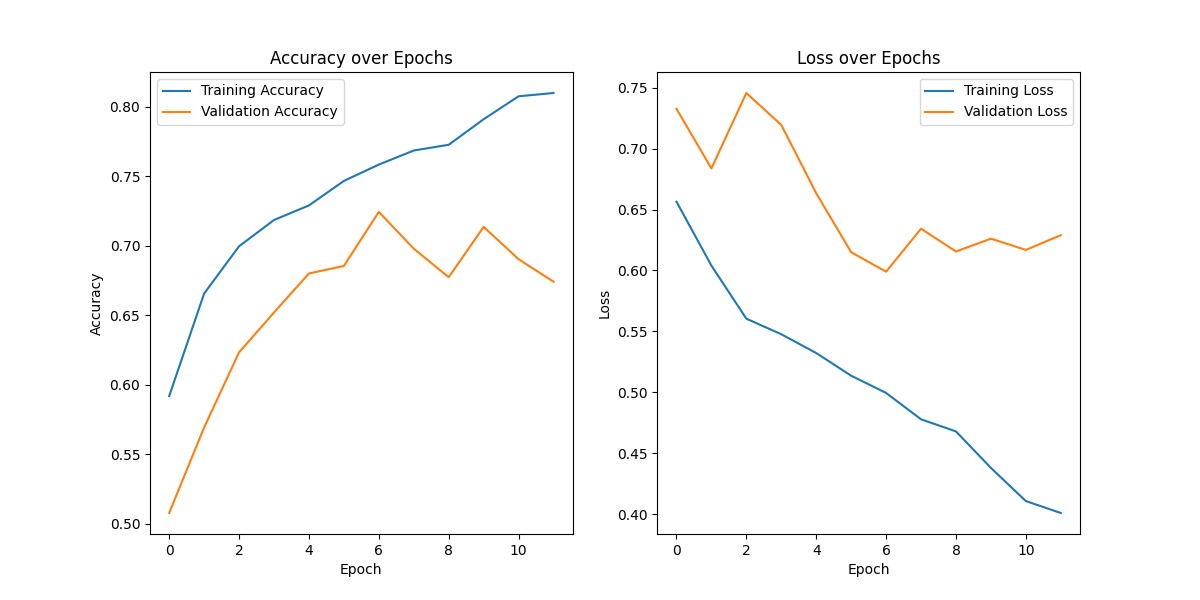 Accuracy over Epochs
Training Accuracy
Validation Accuracy
0.80
0.75
0.70
0.65
0.60
0.55
0.50
Accuracy
0 2 4 6 8 10
Epoch
Loss over Epochs
Training Loss
Validation Loss
0.75
0.70
0.65
0.60
0.55
0.50
0.45
0.40
Loss
0 2 4 6 8 10
Epoch